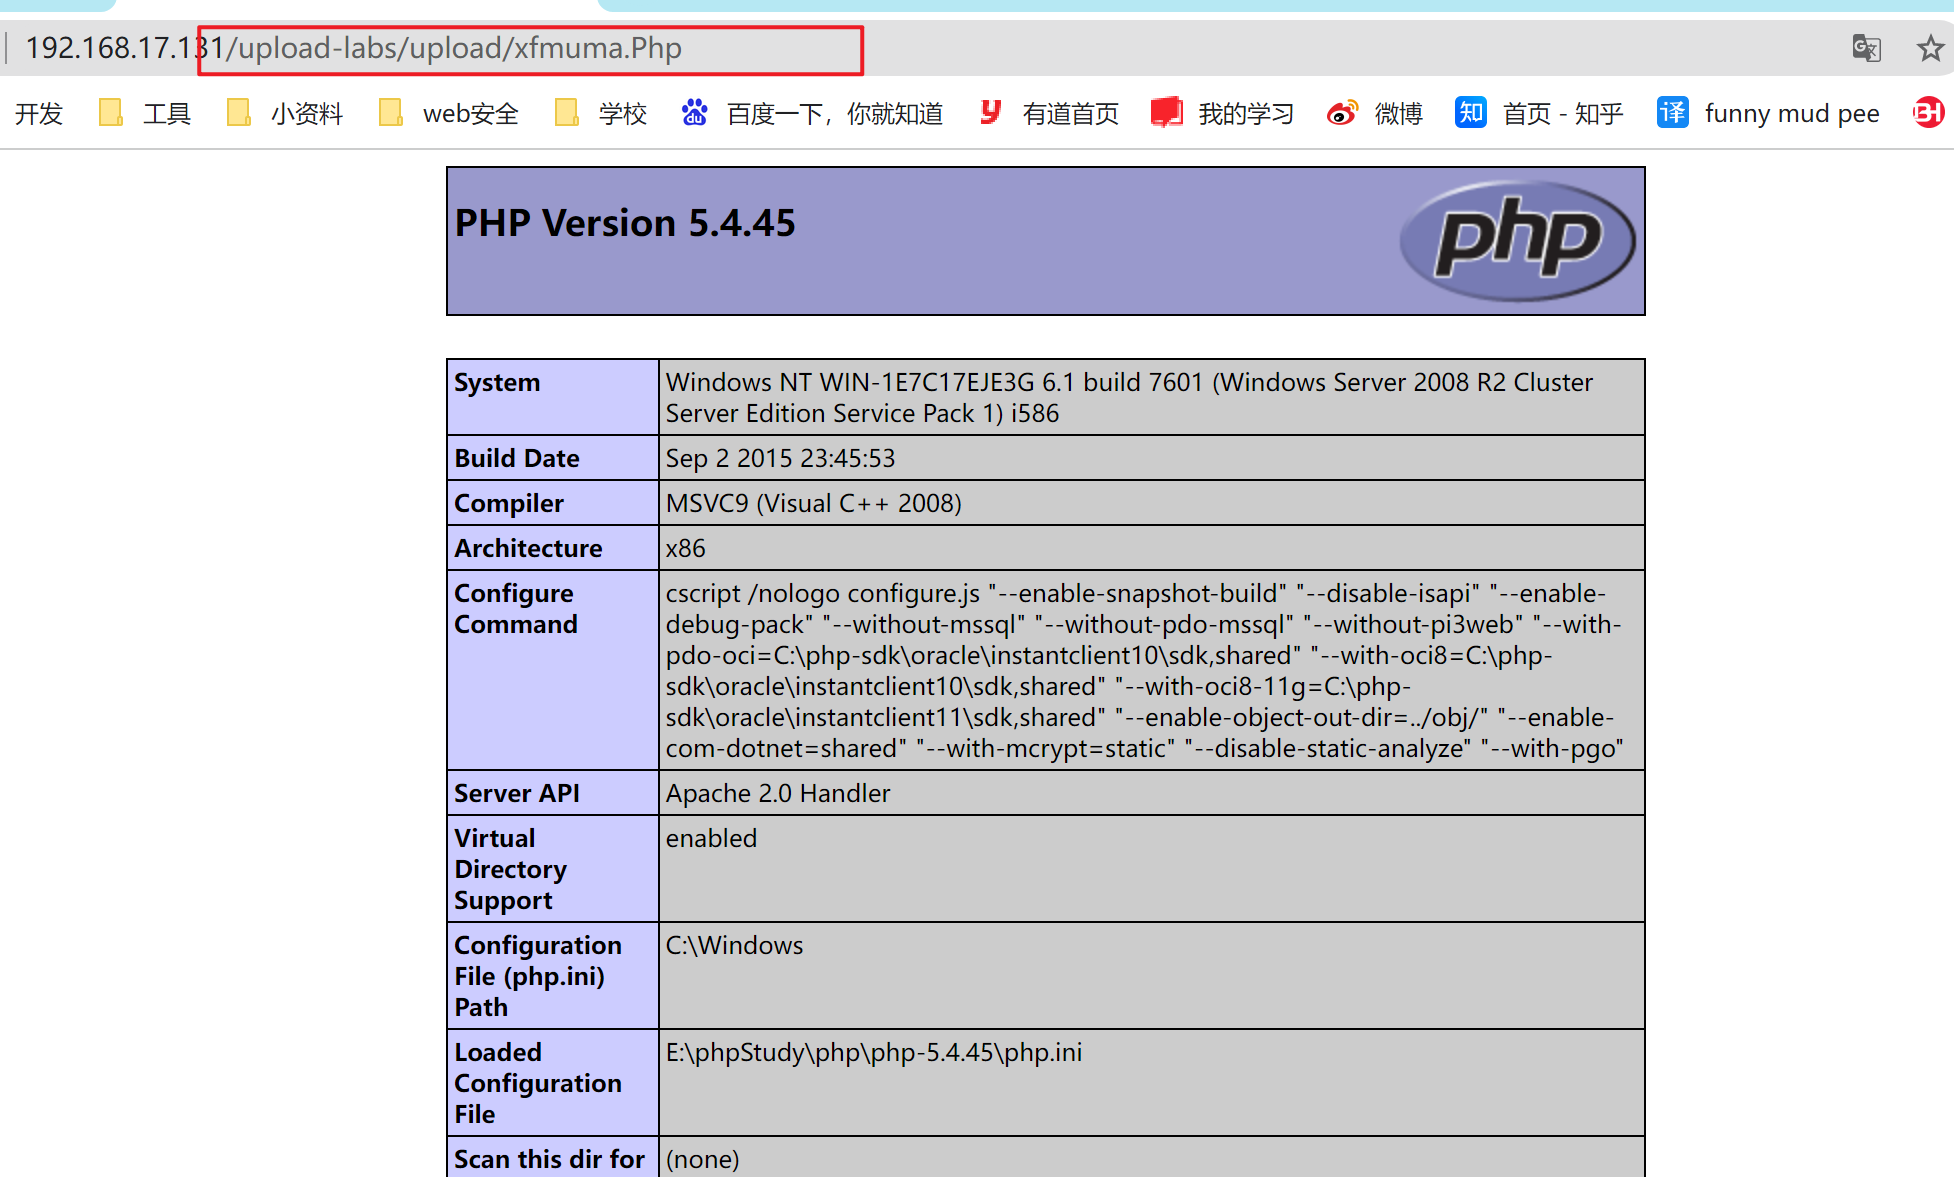 192.168.17.131/upload-labs/upload/xfmuma.Php
开发 工具 小资料 web安全 学校 du 百度一下，你就知道 y 有道首页 我的学习 微博 知 首页 - 知乎 译 funny mud pee
PHP Version 5.4.45
php
System Windows NT WIN-1E7C17EJE3G 6.1 build 7601 (Windows Server 2008 R2 Cluster
Server Edition Service Pack 1) i586
Build Date Sep 2 2015 23:45:53
Compiler MSVC9 (Visual C++ 2008)
Architecture x86
Configure
Command
cscript /nologo configure.js "--enable-snapshot-build" "--disable-isapi" "--enable-
debug-pack" "--without-mssql" "--without-pdo-mssql" "--without-pi3web" "--with-
pdo-oci=C:\php-sdk\oracle\instantclient10\sdk,shared" "--with-oci8=C:\php-
sdk\oracle\instantclient10\sdk,shared" "--with-oci8-11g=C:\php-
sdk\oracle\instantclient11\sdk,shared" "--enable-object-out-dir=../obj/" "--enable-
com-dotnet=shared" "--with-mcrypt=static" "--disable-static-analyze" "--with-pgo"
Server API Apache 2.0 Handler
Virtual
Directory
Support
enabled
Configuration
File (php.ini)
Path
C:\Windows
Loaded
Configuration
File
E:\phpStudy\php\php-5.4.45\php.ini
Scan this dir for (none)